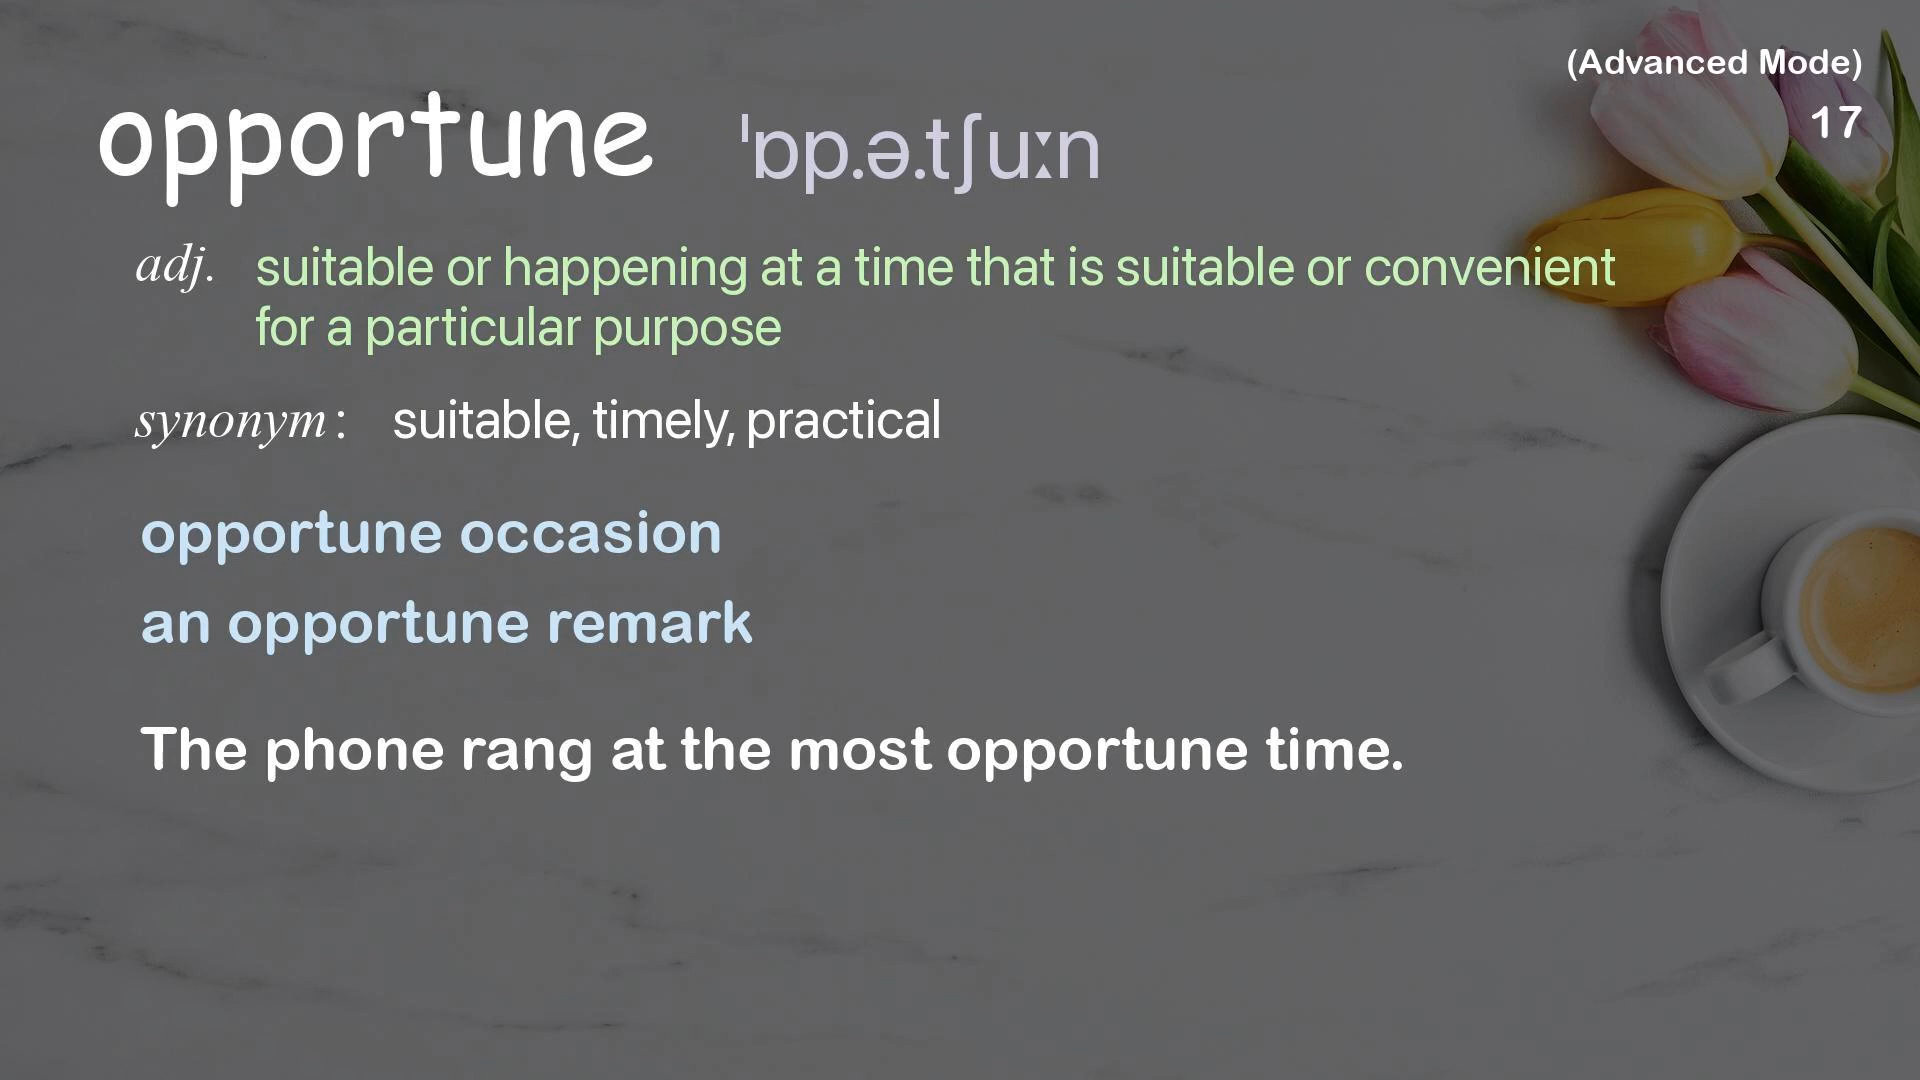 (Advanced Mode)
17
opportune ˈɒp.ə.tʃuːn
adj. suitable or happening at a time that is suitable or convenient
for a particular purpose
synonym: suitable, timely, practical
opportune occasion
an opportune remark
The phone rang at the most opportune time.